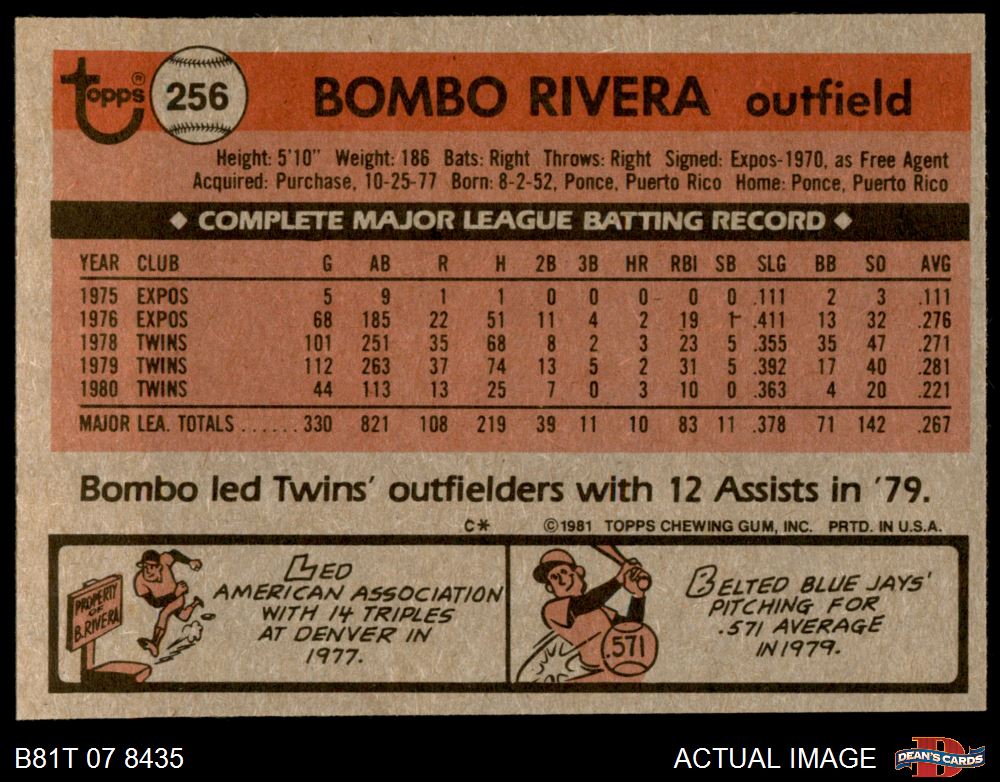 Topps® 256 BOMBO RIVERA outfield
Height: 5'10" Weight: 186 Bats: Right Throws: Right Signed: Expos-1970, as Free Agent
Acquired: Purchase, 10-25-77 Born: 8-2-52, Ponce, Puerto Rico Home: Ponce, Puerto Rico
◆ COMPLETE MAJOR LEAGUE BATTING RECORD ◆
YEAR CLUB G AB R H 2B 3B HR RBI SB SLG BB SO AVG
1975 EXPOS 5 9 1 1 0 0 0 0 0 .111 2 3 .111
1976 EXPOS 68 185 22 51 11 4 2 19 1 .411 13 32 .276
1978 TWINS 101 251 35 68 8 2 3 23 5 .355 35 47 .271
1979 TWINS 112 263 37 74 13 5 2 31 5 .392 17 40 .281
1980 TWINS 44 113 13 25 7 0 3 10 0 .363 4 20 .221
MAJOR LEA. TOTALS ...... 330 821 108 219 39 11 10 83 11 .378 71 142 .267
Bombo led Twins' outfielders with 12 Assists in '79.
C* ©1981 TOPPS CHEWING GUM, INC. PRTD. IN U.S.A.
PROPERTY
OF
B. RIVERA
LED
AMERICAN ASSOCIATION
WITH 14 TRIPLES
AT DENVER IN
1977.
.571
BELTED BLUE JAYS'
PITCHING FOR
.571 AVERAGE
IN 1979.
B81T 07 8435 ACTUAL IMAGE
D
DEAN'S CARDS